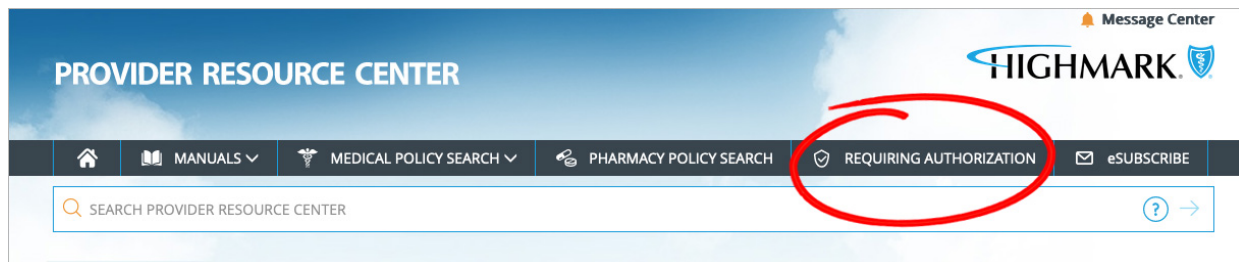 Message Center
PROVIDER RESOURCE CENTER
HIGHMARK
MANUALS
MEDICAL POLICY SEARCH
PHARMACY POLICY SEARCH
REQUIRING AUTHORIZATION
eSUBSCRIBE
SEARCH PROVIDER RESOURCE CENTER
?